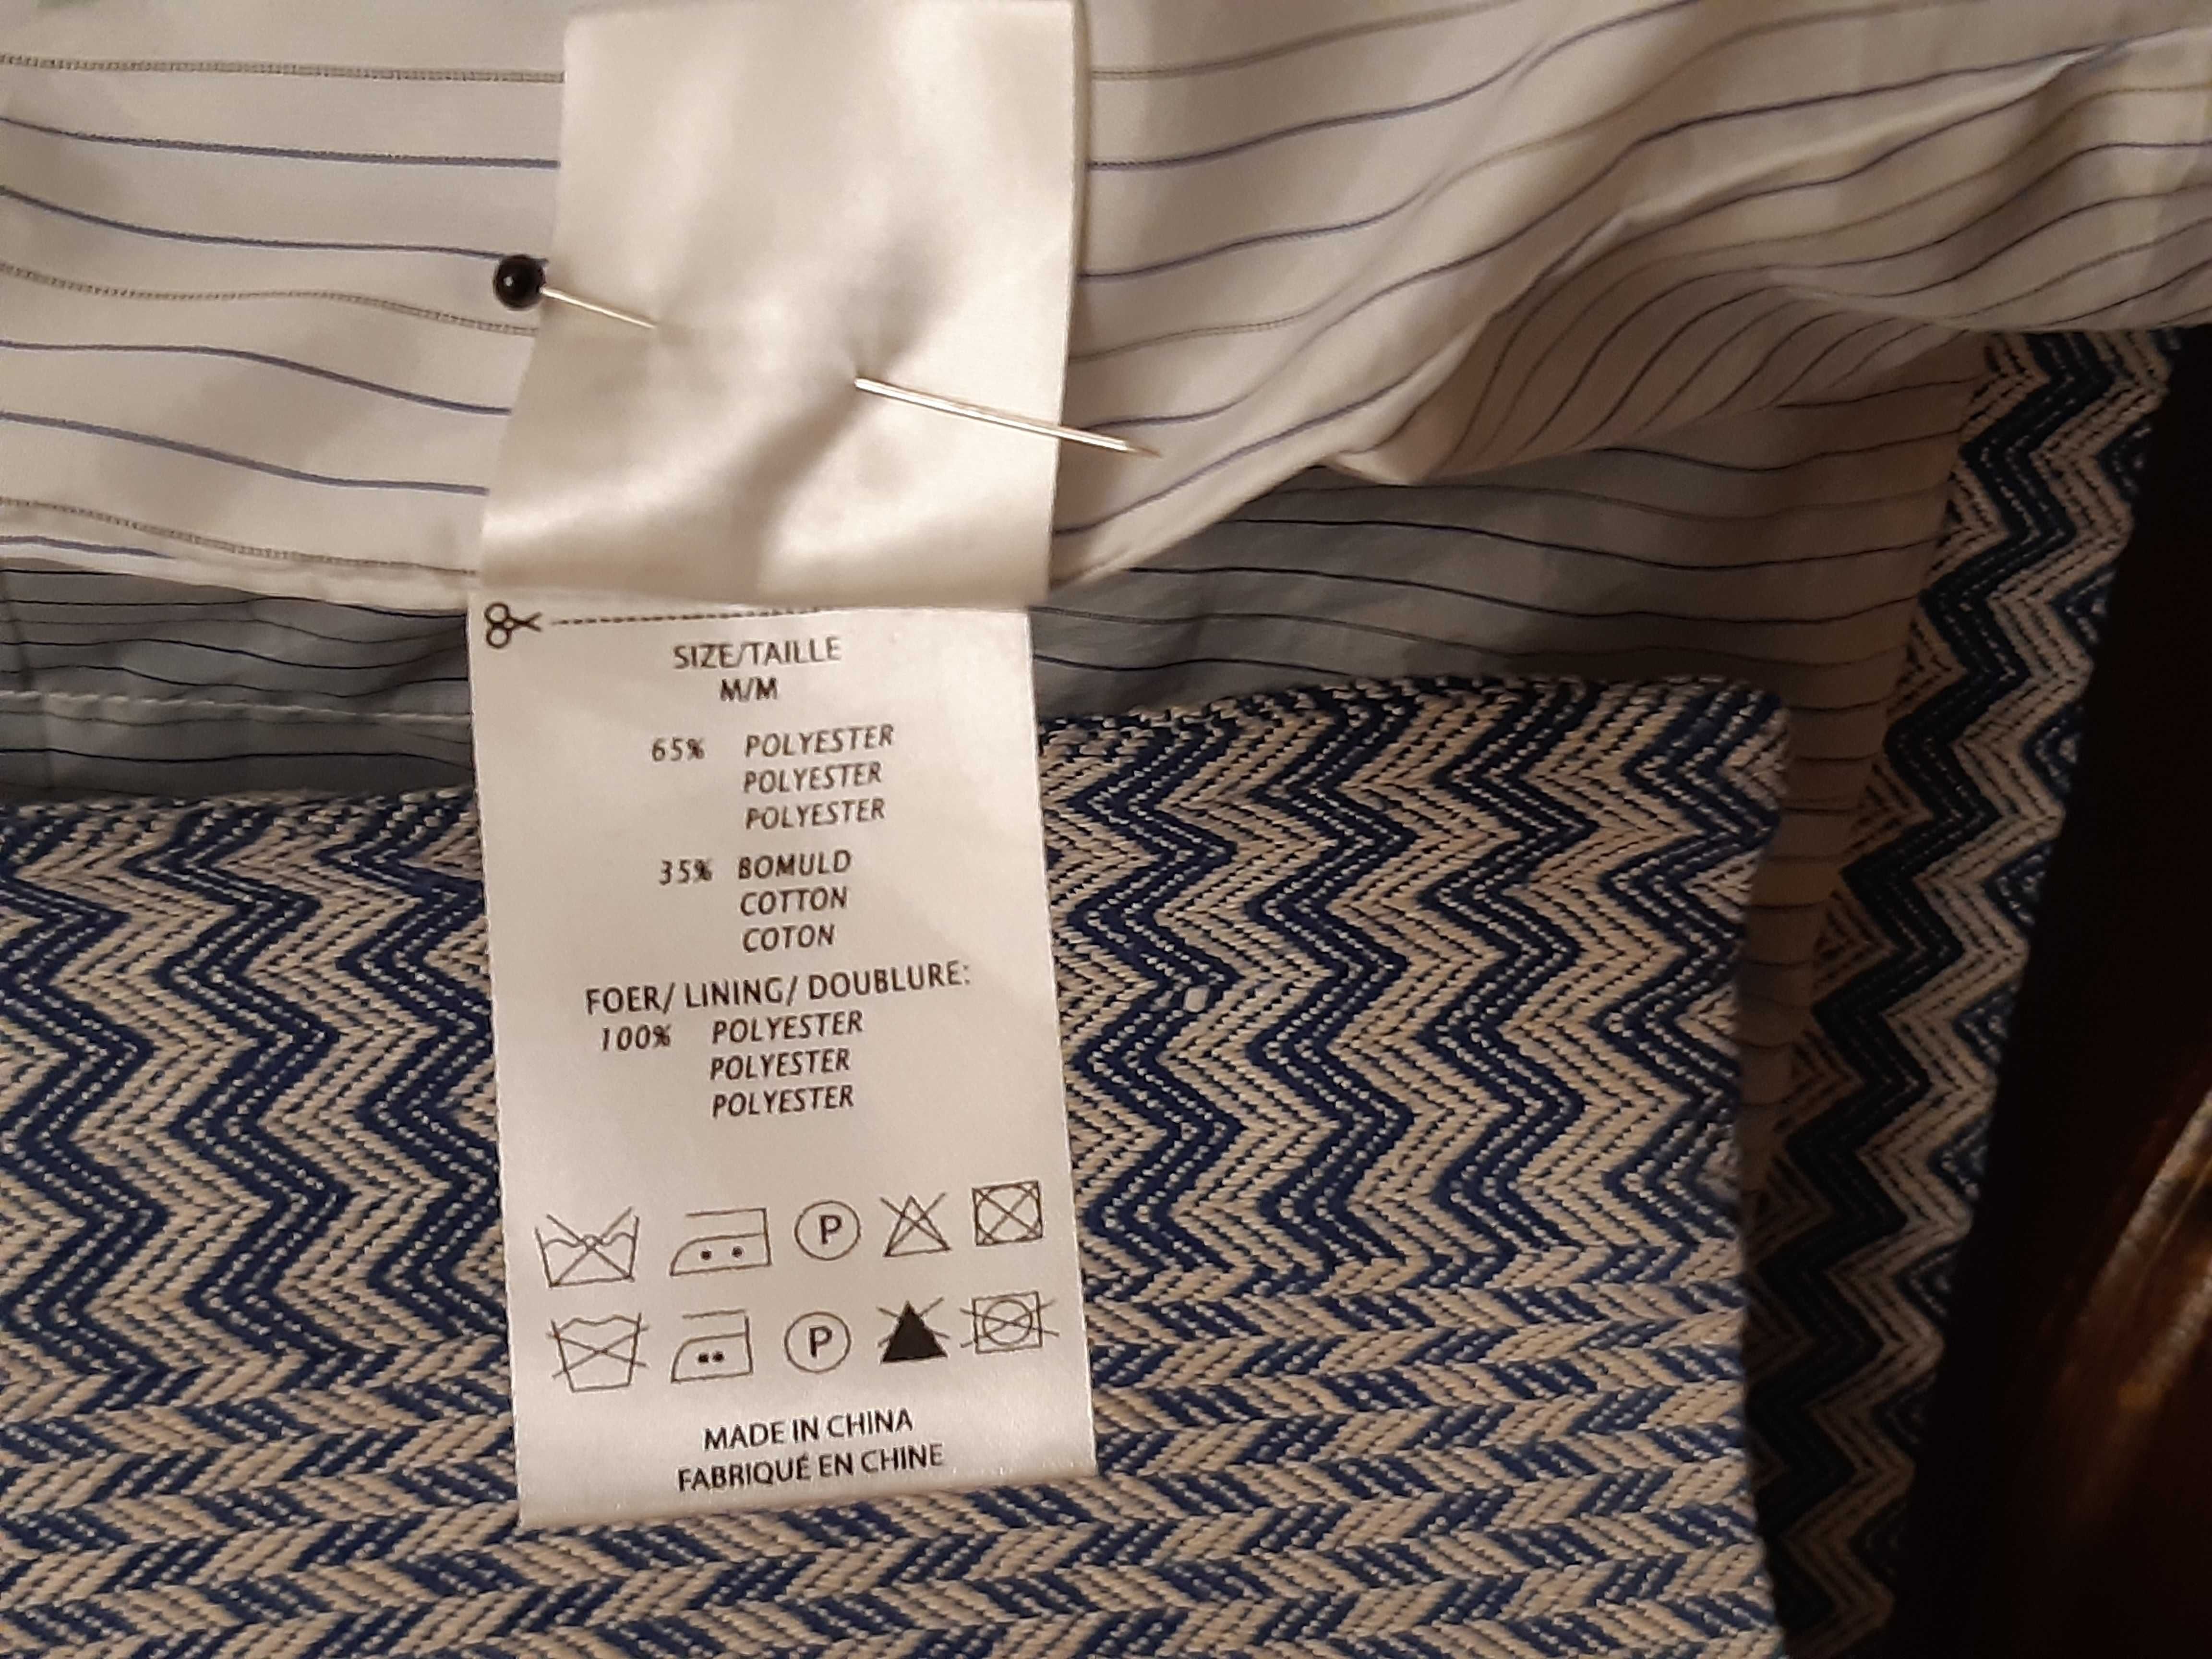 SIZE/TAILLE
M/M
65% POLYESTER
POLYESTER
POLYESTER
35% BOMULD
COTTON
COTON
FOER/ LINING/ DOUBLURE:
100% POLYESTER
POLYESTER
POLYESTER
P
P
MADE IN CHINA
FABRIQUÉ EN CHINE